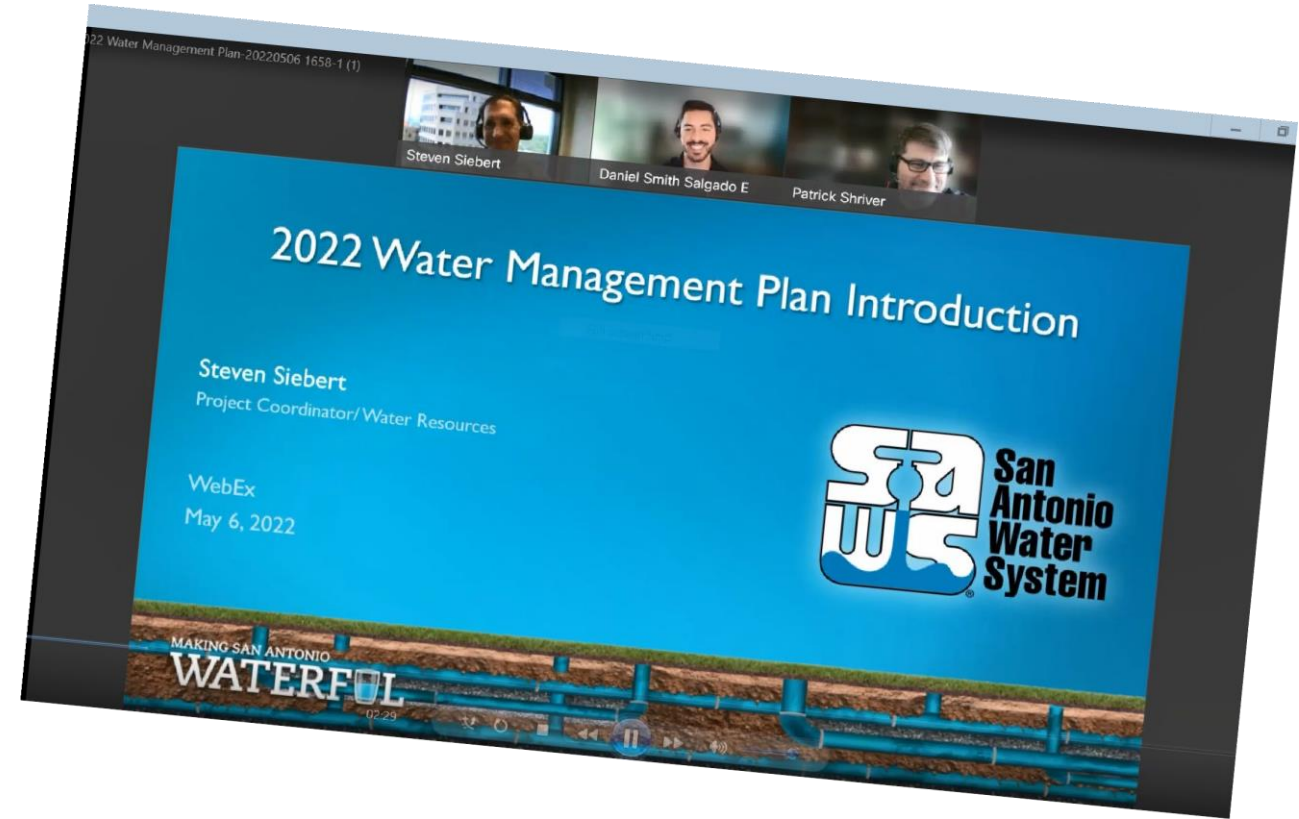 022 Water Management Plan-20220506 1658-1 (1)
Steven Siebert
Daniel Smith Salgado E
Patrick Shriver
2022 Water Management Plan Introduction
Steven Siebert
Project Coordinator/Water Resources
WebEx
May 6, 2022
SAWS
San
Antonio
Water
System
®
MAKING SAN ANTONIO
WATERFUL
02:29